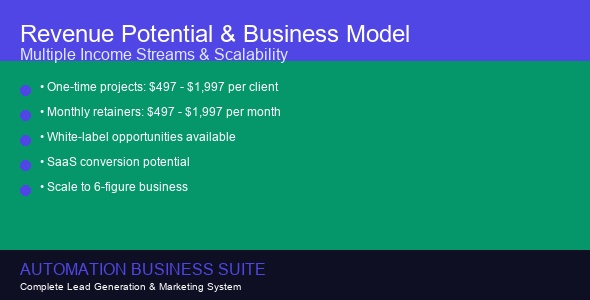 Revenue Potential & Business Model
Multiple Income Streams & Scalability
• One-time projects: $497 - $1,997 per client
• Monthly retainers: $497 - $1,997 per month
• White-label opportunities available
• SaaS conversion potential
• Scale to 6-figure business
AUTOMATION BUSINESS SUITE
Complete Lead Generation & Marketing System